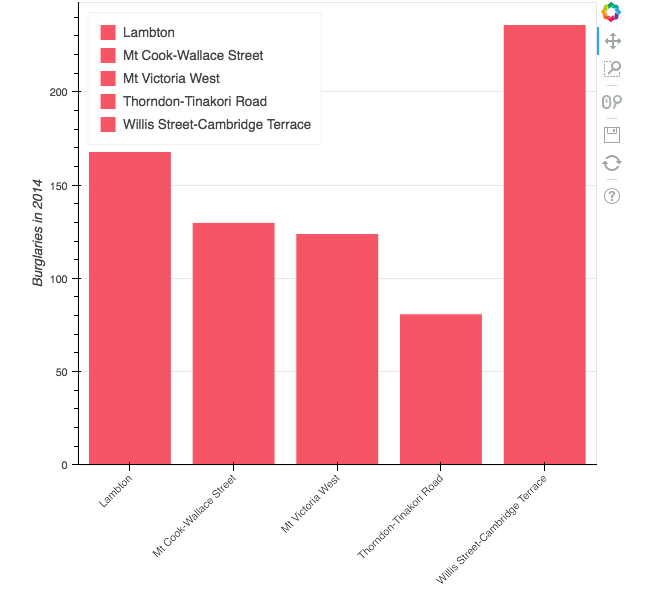 Lambton
Mt Cook-Wallace Street
Mt Victoria West
Thorndon-Tinakori Road
Willis Street-Cambridge Terrace
Burglaries in 2014
200
150
100
50
0
Lambton
Mt Cook-Wallace Street
Mt Victoria West
Thorndon-Tinakori Road
Willis Street-Cambridge Terrace